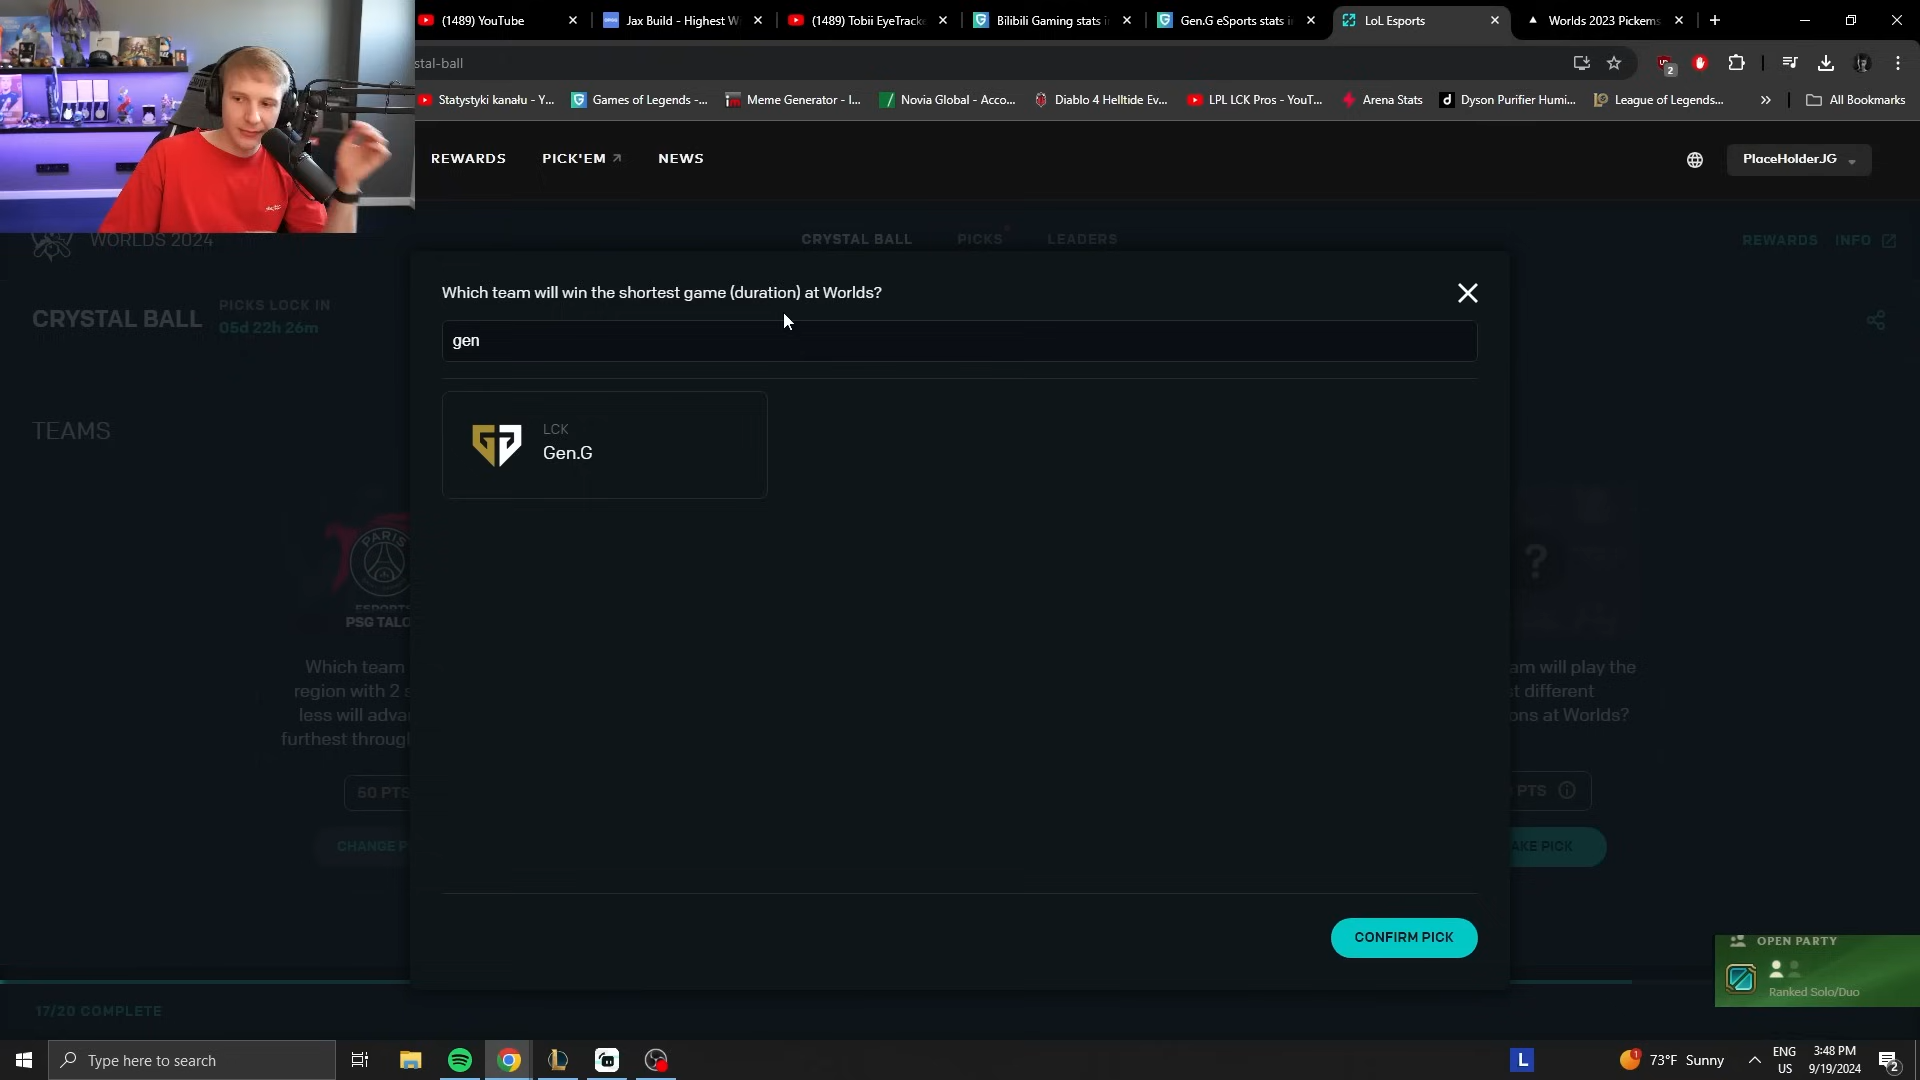 (1489) YouTube
Jax Build - Highest W
(1489) Tobii EyeTracke
Bilibili Gaming stats i
Gen.G eSports stats i
LoL Esports
Worlds 2023 Pickems
stal-ball
2
Statystyki kanału - Y...
Games of Legends -...
Meme Generator - I...
Novia Global - Acco...
Diablo 4 Helltide Ev...
LPL LCK Pros - YouT...
Arena Stats
Dyson Purifier Humi...
League of Legends...
All Bookmarks
REWARDS
PICK'EM
NEWS
PlaceHolderJG
WORLDS 2024
CRYSTAL BALL
PICKS
LEADERS
REWARDS
INFO
CRYSTAL BALL
PICKS LOCK IN
05d 22h 26m
Which team will win the shortest game (duration) at Worlds?
gen
LCK
Gen.G
TEAMS
PARIS
ESPORTS
PSG TALO
Which team
region with 2 s
less will adva
furthest throug
60 PTS
CHANGE P
?
am will play the
t different
ons at Worlds?
PTS
AKE PICK
CONFIRM PICK
17/20 COMPLETE
OPEN PARTY
Ranked Solo/Duo
Type here to search
L
73°F Sunny
ENG
US
3:48 PM
9/19/2024
2